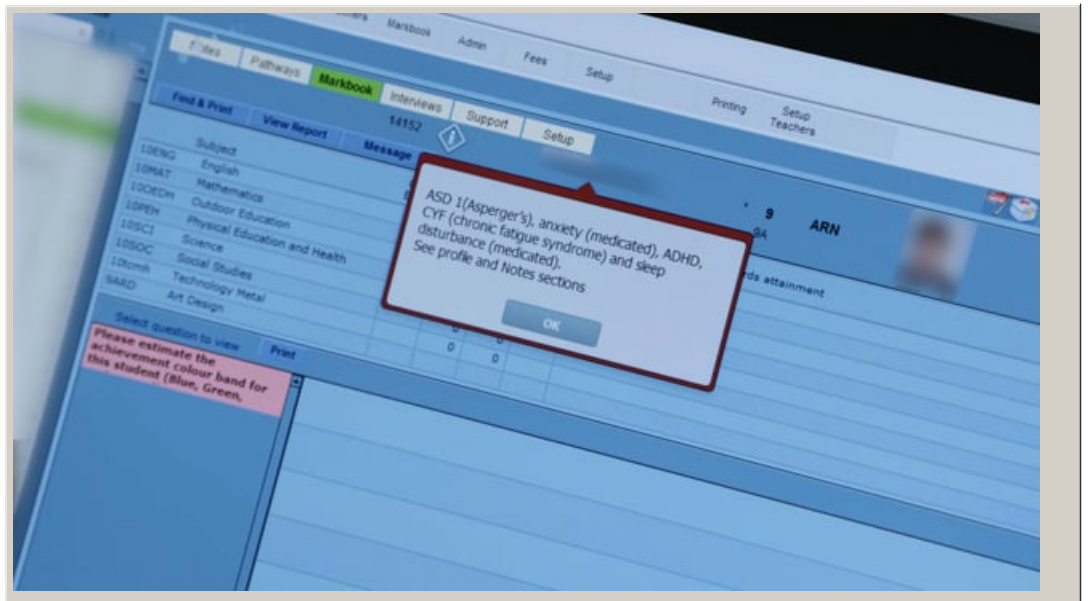 Markbook
Admin
Fees
Setup
Printing
Setup
Teachers
Notes
Pathways
Markbook
Interviews
Support
Setup
Find & Print
View Report
Message
14152
i
9
9A
ARN
Subject
10ENG English
10MAT Mathematics
10OEDH Outdoor Education
10PEH Physical Education and Health
10SCI Science
10SOC Social Studies
10tcmh Technology Metal
9ARD Art Design
attainment
ASD 1(Asperger's), anxiety (medicated), ADHD,
CYF (chronic fatigue syndrome) and sleep
disturbance (medicated).
See profile and Notes sections
OK
0 0
0 0
Select question to view
Print
Please estimate the
achievement colour band for
this student (Blue, Green,